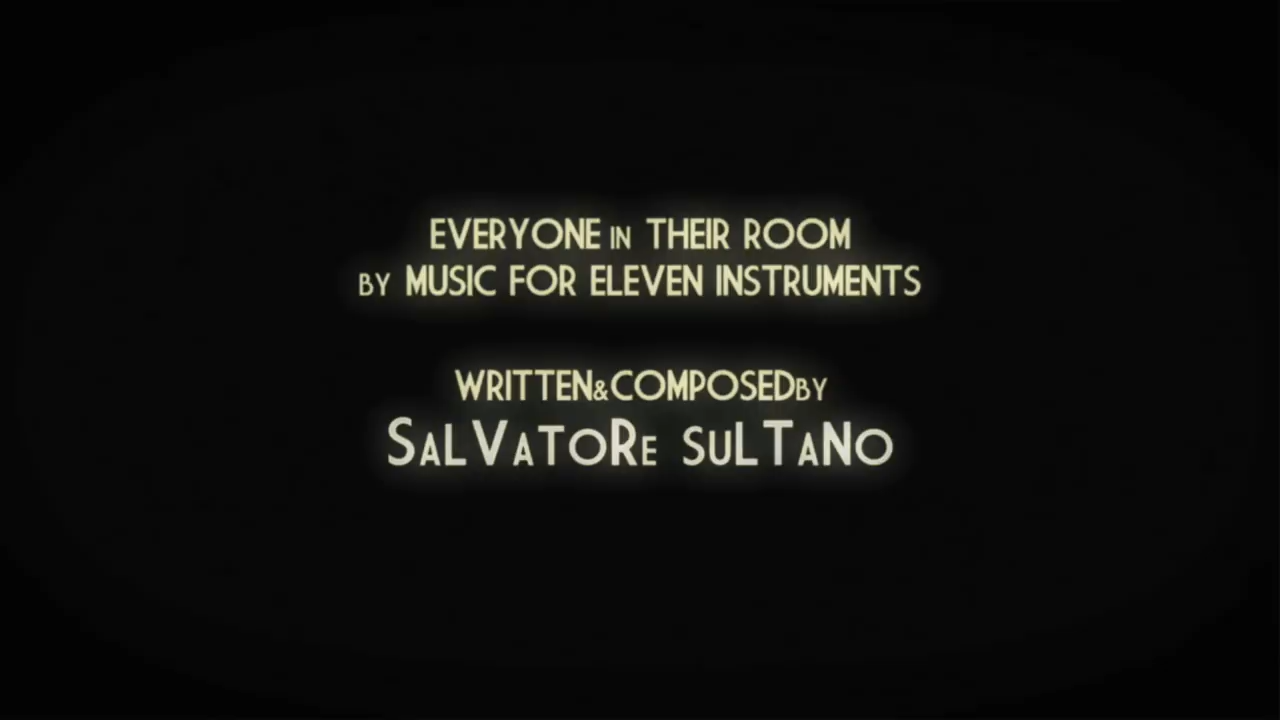 EVERYONE IN THEIR ROOM
BY MUSIC FOR ELEVEN INSTRUMENTS
WRITTEN&COMPOSEDBY
SaLVATORe SuLTaNO